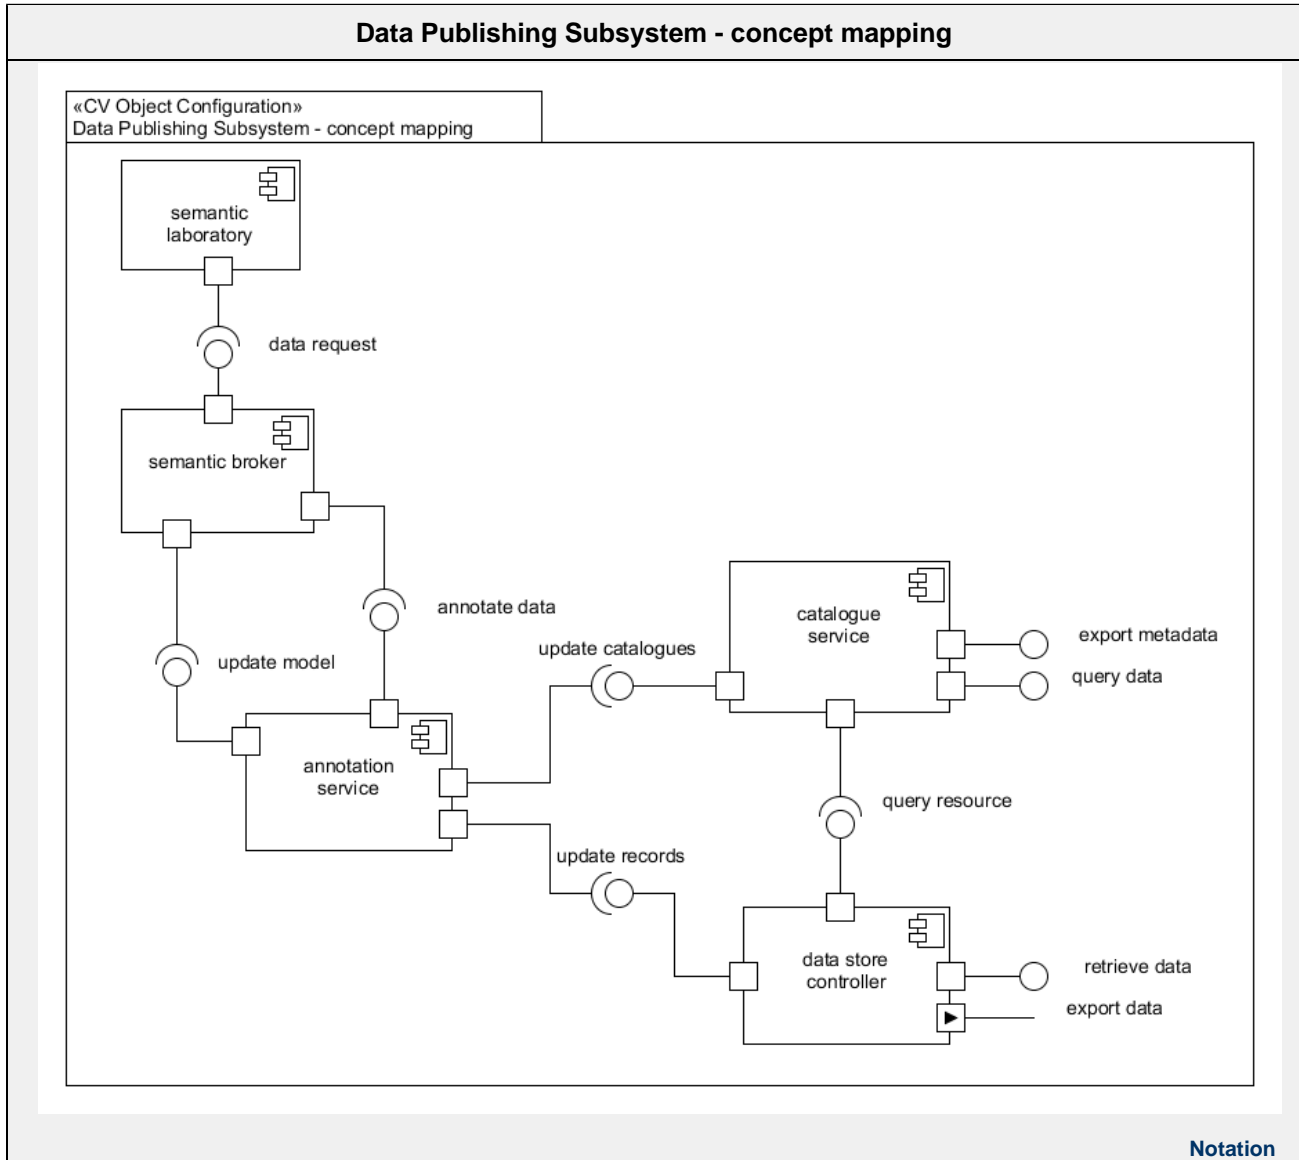 Data Publishing Subsystem - concept mapping
«CV Object Configuration»
Data Publishing Subsystem - concept mapping
semantic
laboratory
data request
semantic broker
annotate data
update model
update catalogues
catalogue
service
export metadata
query data
annotation
service
query resource
update records
data store
controller
retrieve data
export data
Notation